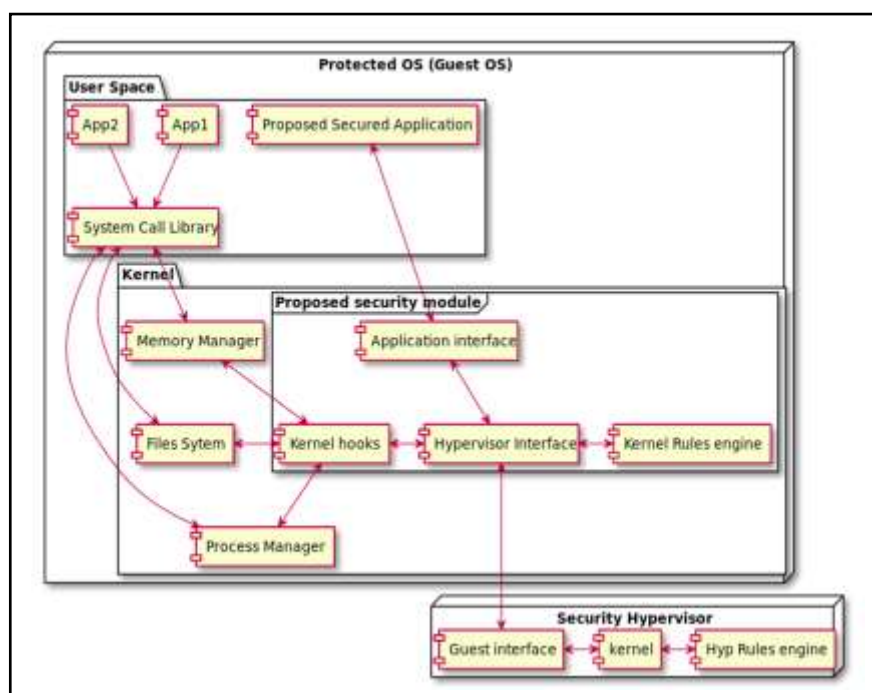 Protected OS (Guest OS)
User Space
App2
App1
Proposed Secured Application
System Call Library
Kernel
Proposed security module
Memory Manager
Application interface
Files Sytem
Kernel hooks
Hypervisor Interface
Kernel Rules engine
Process Manager
Security Hypervisor
Guest interface
kernel
Hyp Rules engine